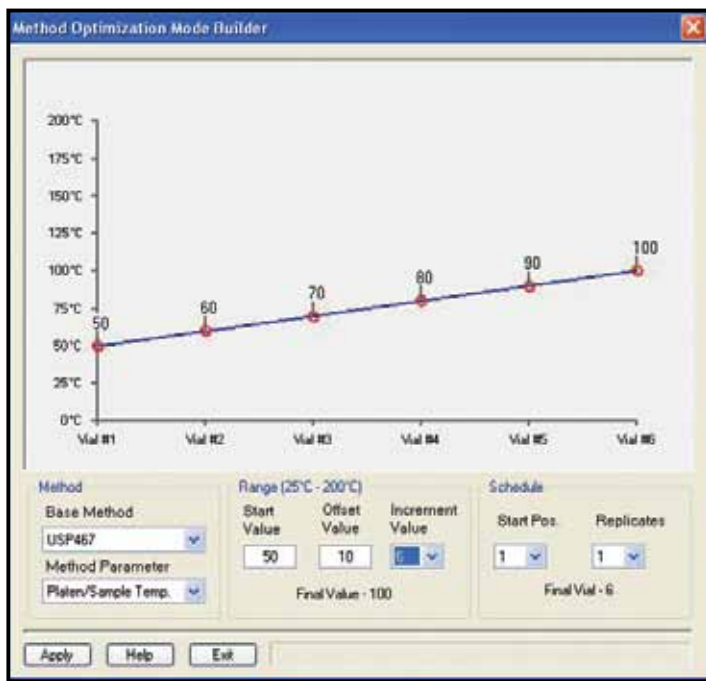 Method Optimization Mode Builder
200°C
175°C
150°C
125°C
100°C
75°C
50°C
25°C
0°C
50
60
70
80
90
100
Vial #1 Vial #2 Vial #3 Vial #4 Vial #5 Vial #6
Method
Base Method
USP467
Method Parameter
Platen/Sample Temp.
Range (25°C - 200°C)
Start Value
Offset Value
Increment Value
50
10
6
Final Value - 100
Schedule
Start Pos.
Replicates
1
1
Final Vial - 6
Apply Help Exit